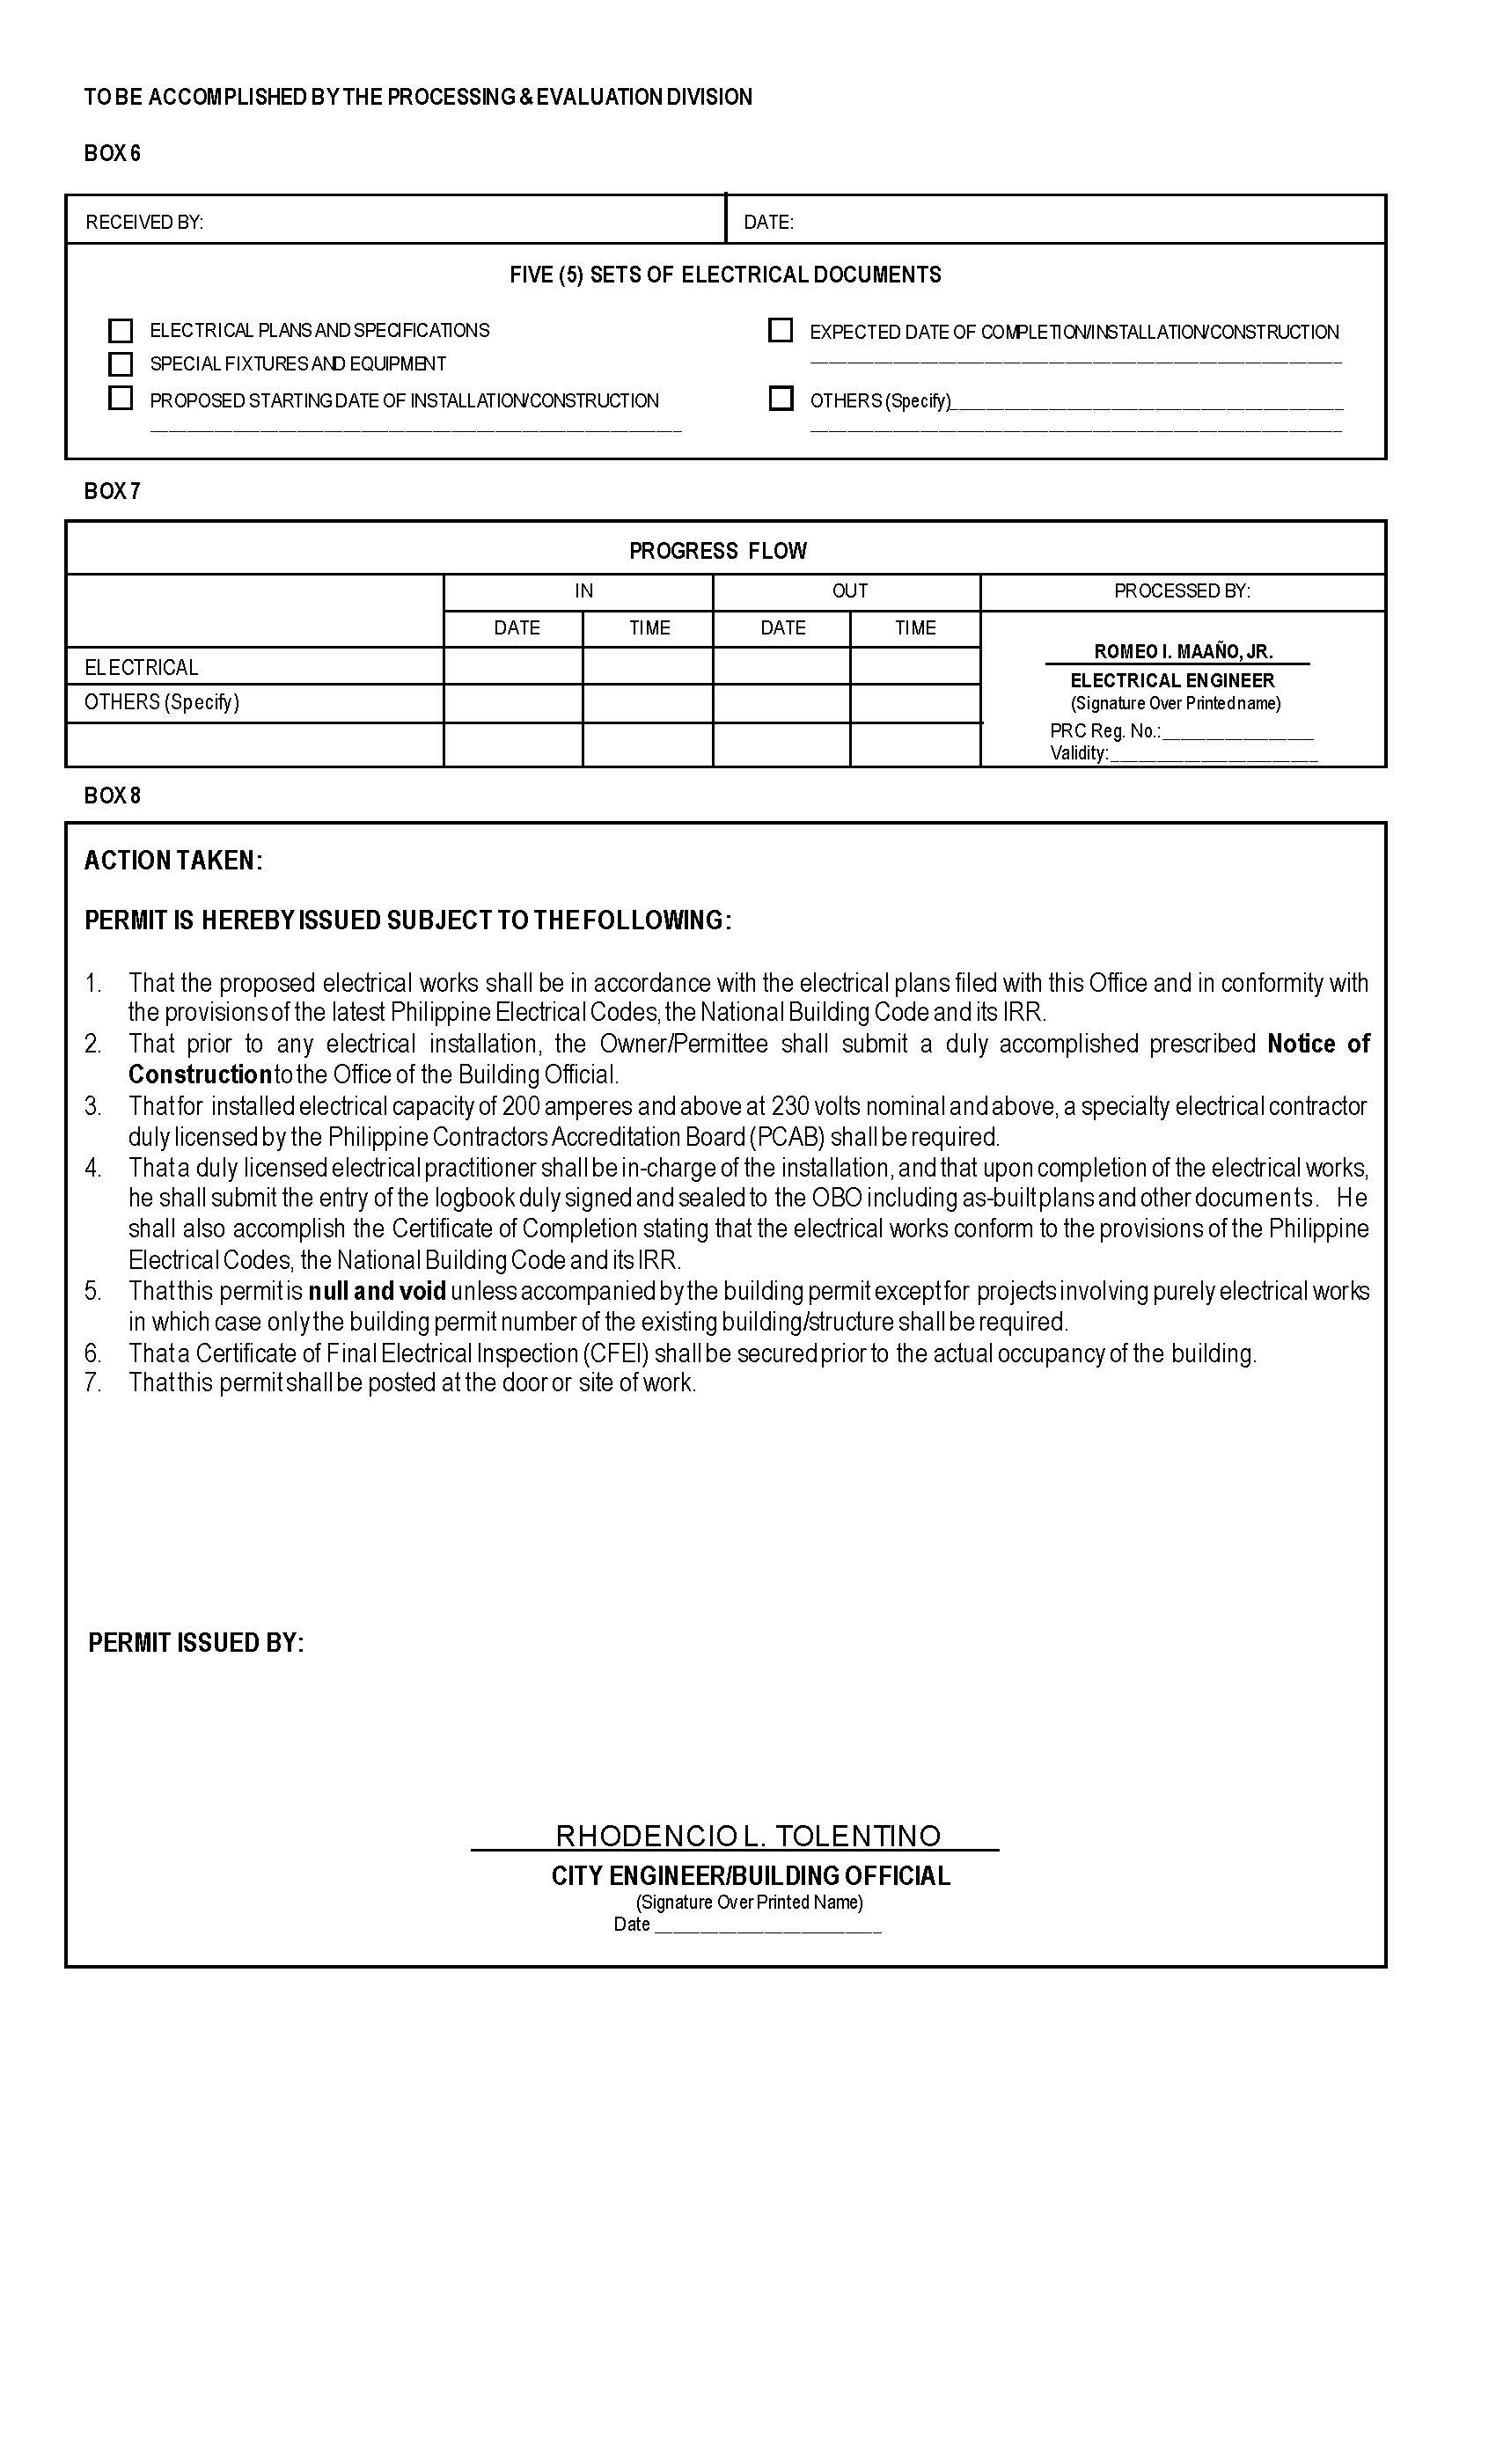 TO BE ACCOMPLISHED BY THE PROCESSING & EVALUATION DIVISION
BOX 6
RECEIVED BY:
DATE:
FIVE (5) SETS OF ELECTRICAL DOCUMENTS
ELECTRICAL PLANS AND SPECIFICATIONS
EXPECTED DATE OF COMPLETION/INSTALLATION/CONSTRUCTION
SPECIAL FIXTURES AND EQUIPMENT
PROPOSED STARTING DATE OF INSTALLATION/CONSTRUCTION
OTHERS (Specify)
BOX 7
PROGRESS FLOW
IN
OUT
PROCESSED BY:
DATE
TIME
DATE
TIME
ROMEO I. MAAÑO, JR.
ELECTRICAL
ELECTRICAL ENGINEER
OTHERS (Specify)
(Signature Over Printed name)
PRC Reg. No.:
Validity:
BOX 8
ACTION TAKEN:
PERMIT IS HEREBY ISSUED SUBJECT TO THE FOLLOWING:
1. That the proposed electrical works shall be in accordance with the electrical plans filed with this Office and in conformity with
the provisions of the latest Philippine Electrical Codes, the National Building Code and its IRR.
2. That prior to any electrical installation, the Owner/Permittee shall submit a duly accomplished prescribed Notice of
Construction to the Office of the Building Official.
3. That for installed electrical capacity of 200 amperes and above at 230 volts nominal and above, a specialty electrical contractor
duly licensed by the Philippine Contractors Accreditation Board (PCAB) shall be required.
4. That a duly licensed electrical practitioner shall be in-charge of the installation, and that upon completion of the electrical works,
he shall submit the entry of the logbook duly signed and sealed to the OBO including as-built plans and other documents. He
shall also accomplish the Certificate of Completion stating that the electrical works conform to the provisions of the Philippine
Electrical Codes, the National Building Code and its IRR.
5. That this permit is null and void unless accompanied by the building permit except for projects involving purely electrical works
in which case only the building permit number of the existing building/structure shall be required.
6. That a Certificate of Final Electrical Inspection (CFEI) shall be secured prior to the actual occupancy of the building.
7. That this permit shall be posted at the door or site of work.
PERMIT ISSUED BY:
RHODENCIO L. TOLENTINO
CITY ENGINEER/BUILDING OFFICIAL
(Signature Over Printed Name)
Date